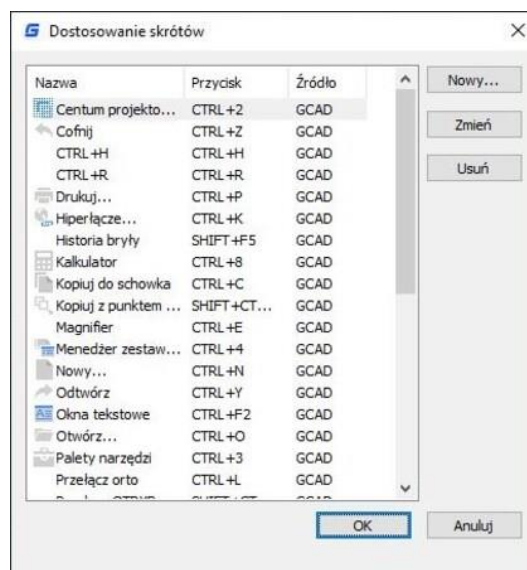 Dostosowanie skrótów
Nazwa Przycisk Źródło
Centum projekto... CTRL+2 GCAD
Cofnij CTRL+Z GCAD
CTRL+H CTRL+H GCAD
CTRL+R CTRL+R GCAD
Drukuj... CTRL+P GCAD
Hiperłącze... CTRL+K GCAD
Historia bryły SHIFT+F5 GCAD
Kalkulator CTRL+8 GCAD
Kopiuj do schowka CTRL+C GCAD
Kopiuj z punktem ... SHIFT+CT... GCAD
Magnifier CTRL+E GCAD
Menedżer zestaw... CTRL+4 GCAD
Nowy... CTRL+N GCAD
Odtwórz CTRL+Y GCAD
Okna tekstowe CTRL+F2 GCAD
Otwórz... CTRL+O GCAD
Palety narzędzi CTRL+3 GCAD
Przełącz orto CTRL+L GCAD
Nowy...
Zmień
Usuń
OK Anuluj